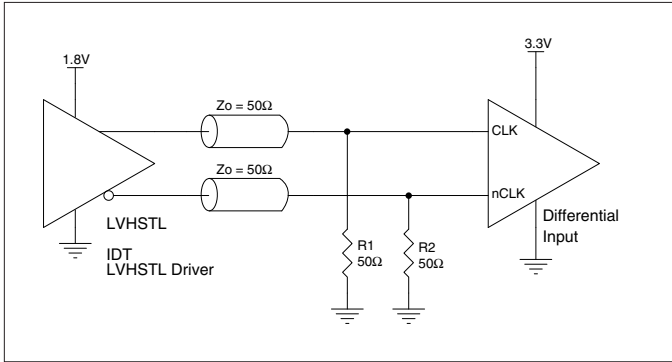 1.8V
3.3V
Zo = 50Ω
CLK
Zo = 50Ω
nCLK
LVHSTL
IDT
LVHSTL Driver
R1
50Ω
R2
50Ω
Differential
Input